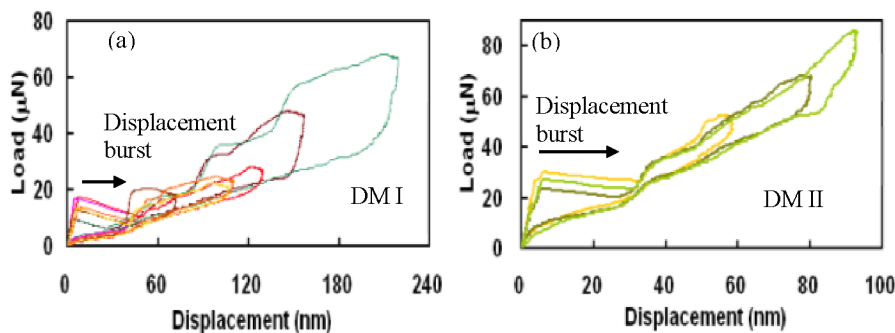 (a)
Load (μN)
80
60
40
20
0
Displacement
burst
DM I
0 60 120 180 240
Displacement (nm)
(b)
Load (μN)
80
60
40
20
0
Displacement
burst
DM II
0 20 40 60 80 100
Displacement (nm)